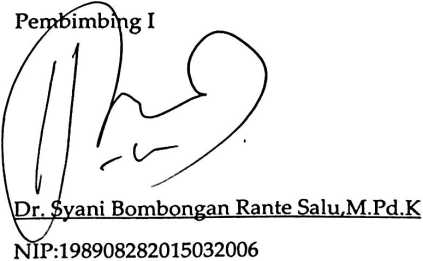 Pembimbing I
Dr. Syani Bombongan Rante Salu,M.Pd.K
NIP:198908282015032006